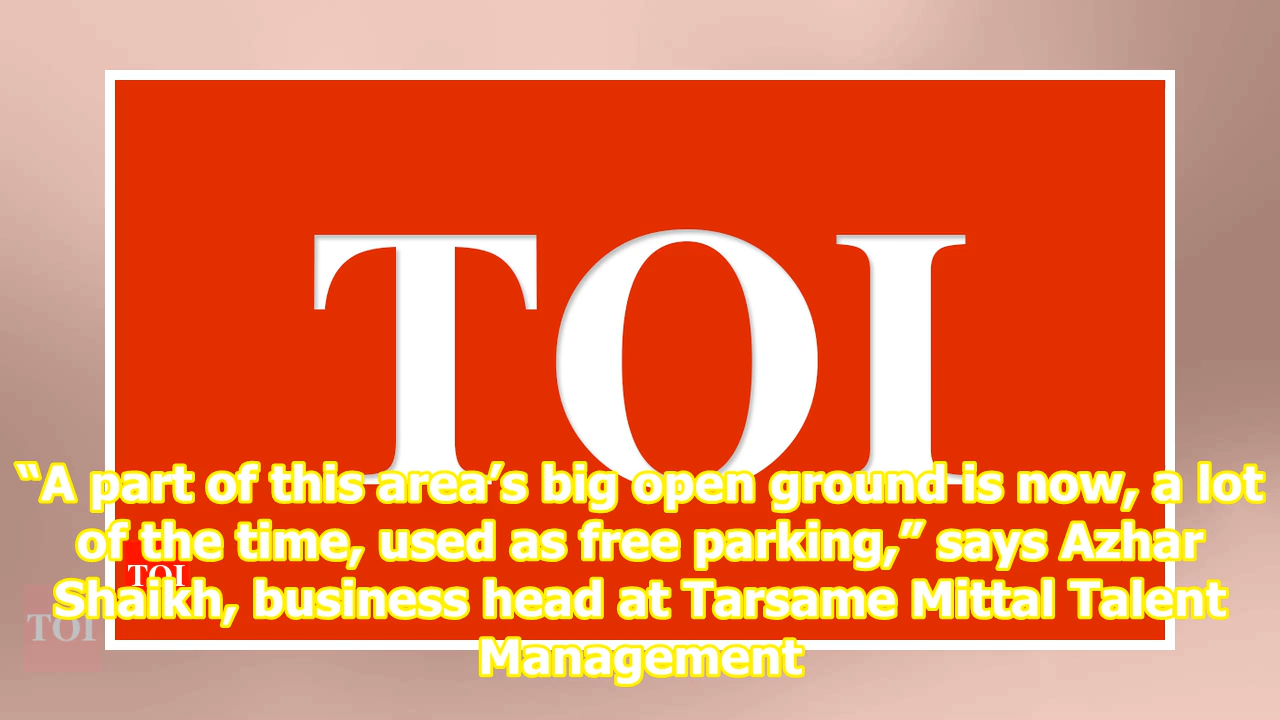 TOI
“A part of this area’s big open ground is now, a lot
of the time, used as free parking,” says Azhar
TOI
Shaikh, business head at Tarsame Mittal Talent
TOI
Management